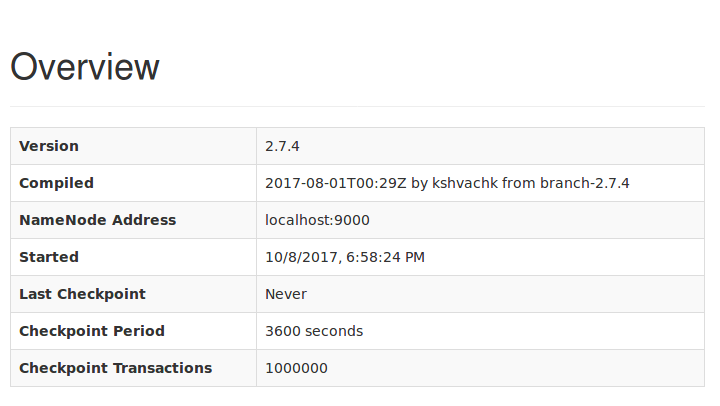 Overview
Version 2.7.4
Compiled 2017-08-01T00:29Z by kshvachk from branch-2.7.4
NameNode Address localhost:9000
Started 10/8/2017, 6:58:24 PM
Last Checkpoint Never
Checkpoint Period 3600 seconds
Checkpoint Transactions 1000000